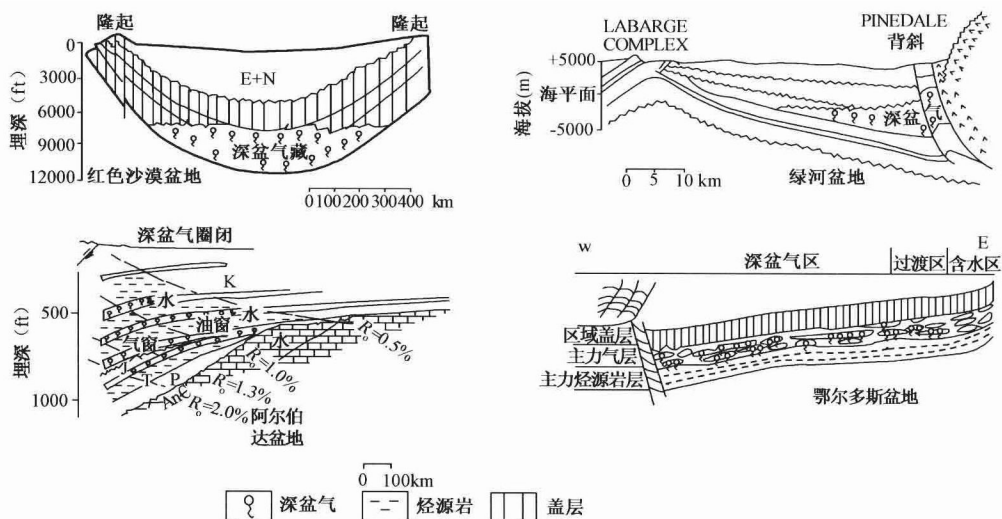 隆起
隆起
0
3000
6000
9000
12000
埋深（ft）
E+N
深盆气藏
红色沙漠盆地
0 100 200 300 400 km
LABARGE
COMPLEX
PINEDALE
背斜
+5000
海平面
-5000
海拔(m)
深盆
气
0 5 10 km
绿河盆地
深盆气圈闭
500
1000
埋深（ft）
K
水
水
油窗
气窗
水
T P
AnC
Ro=0.5%
Ro=1.0%
Ro=1.3%
Ro=2.0%
阿尔伯
达盆地
0 100km
W
E
深盆气区
过渡区
含水区
区域盖层
主力气层
主力烃源岩层
鄂尔多斯盆地
深盆气
烃源岩
盖层